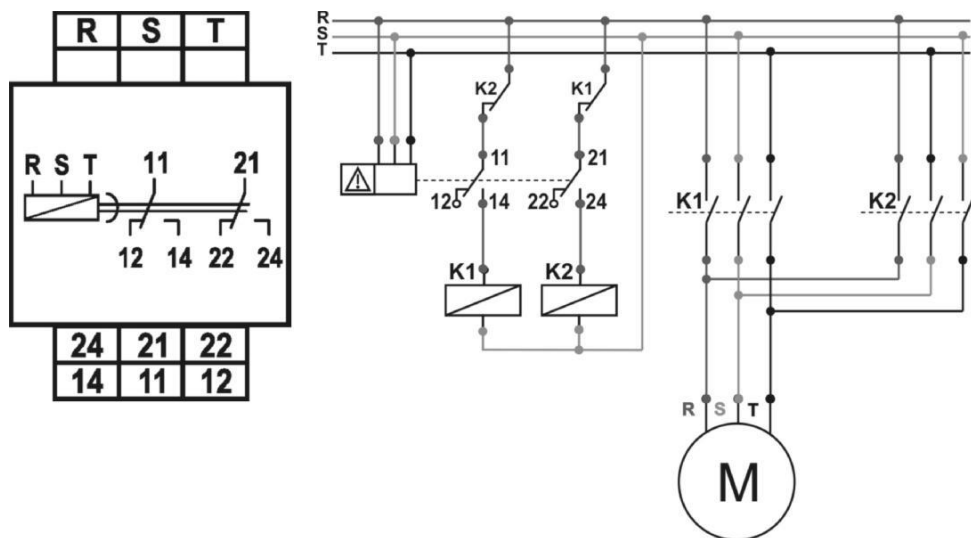 R S T
R S T 11 21
12 14 22 24
24 21 22
14 11 12
R
S
T
K2 K1
11 21
12 14 22 24
K1 K2
K1 K2
R S T
M